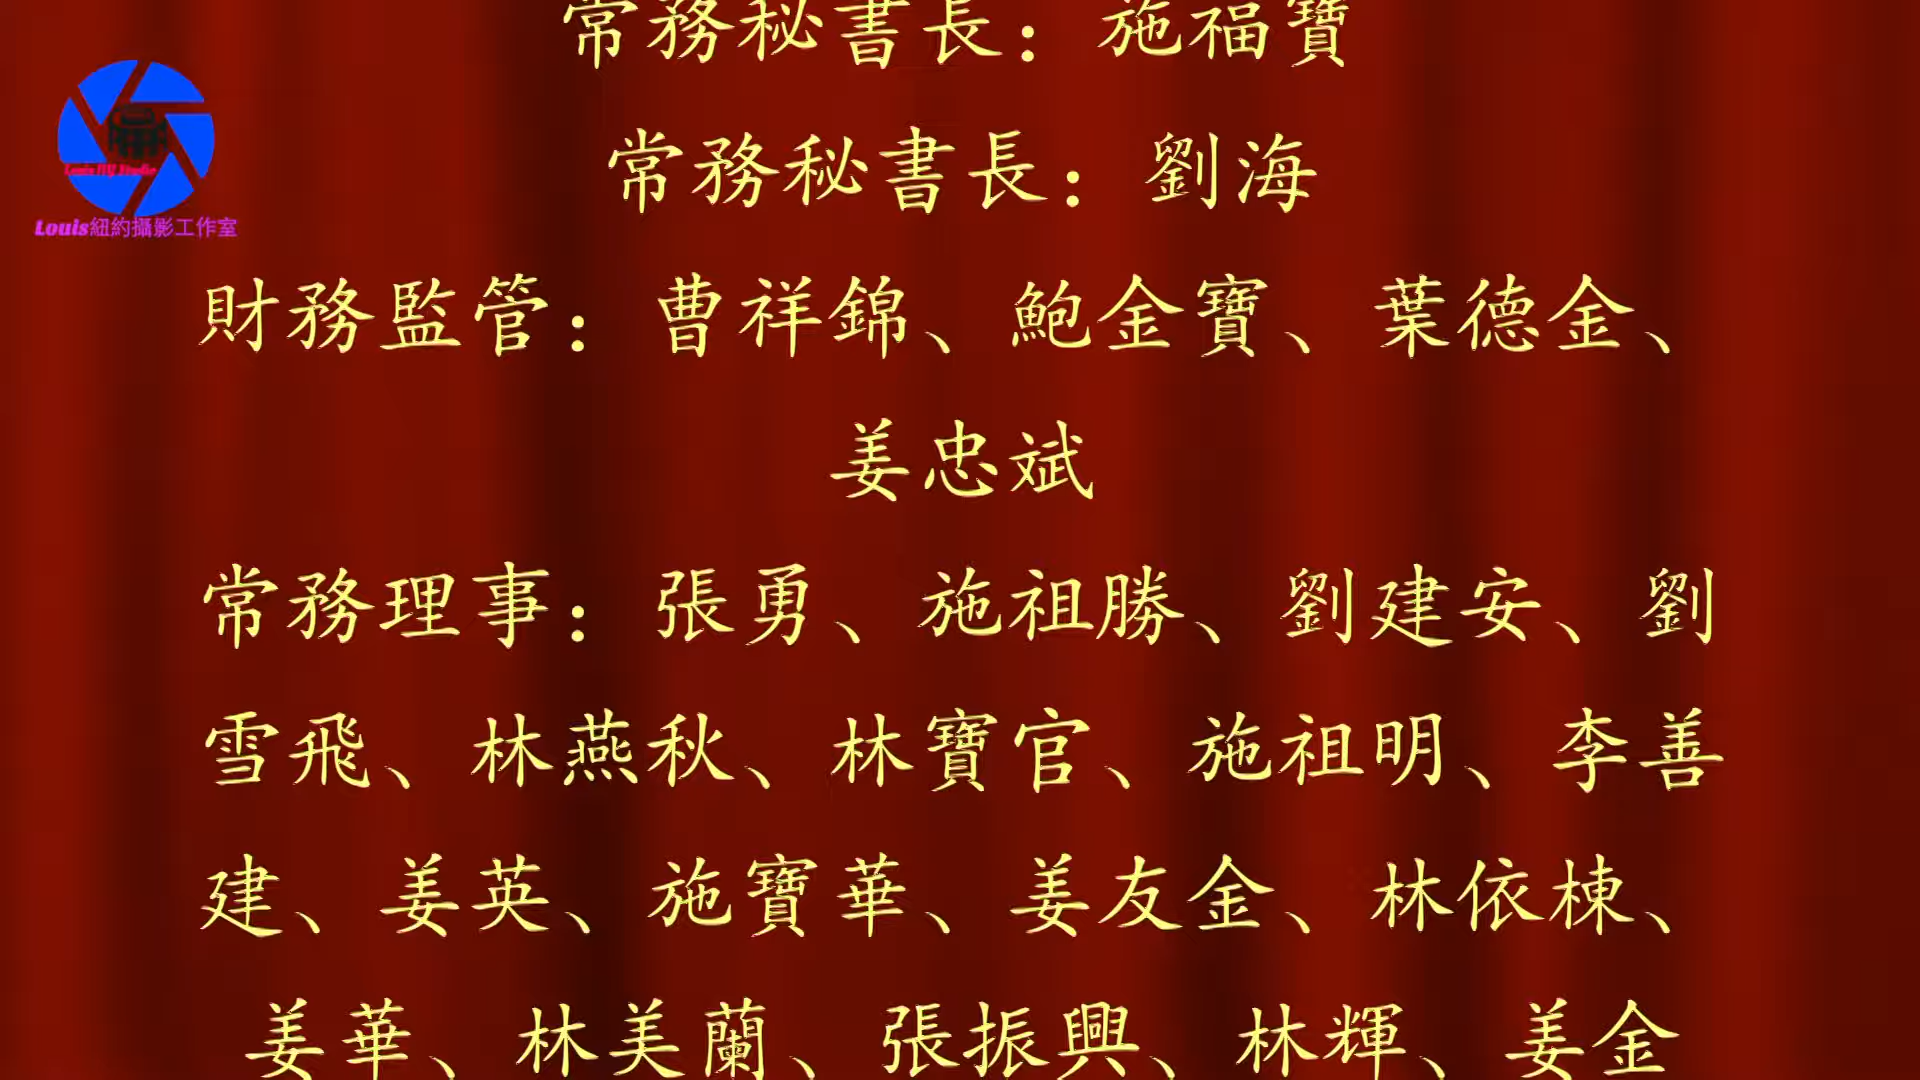 常務秘書長：施福寶
常務秘書長：劉海
Louis NY Studio
Louis紐約攝影工作室
財務監管：曹祥錦、鮑金寶、葉德金、
姜忠斌
常務理事：張勇、施祖勝、劉建安、劉
雪飛、林燕秋、林寶官、施祖明、李善
建、姜英、施寶華、姜友金、林依棟、
姜華、林美蘭、張振興、林輝、姜金